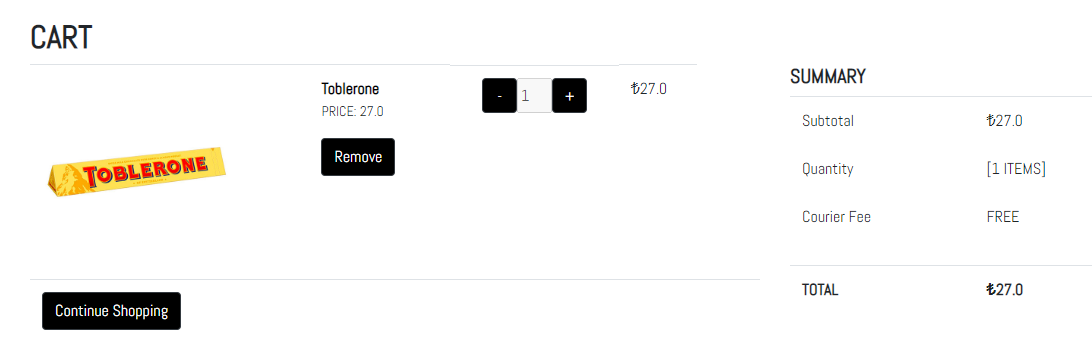 CART
TOBLERONE
Toblerone
PRICE: 27.0
Remove
- 1 +
₺27.0
Continue Shopping
SUMMARY
Subtotal ₺27.0
Quantity [1 ITEMS]
Courier Fee FREE
TOTAL ₺27.0